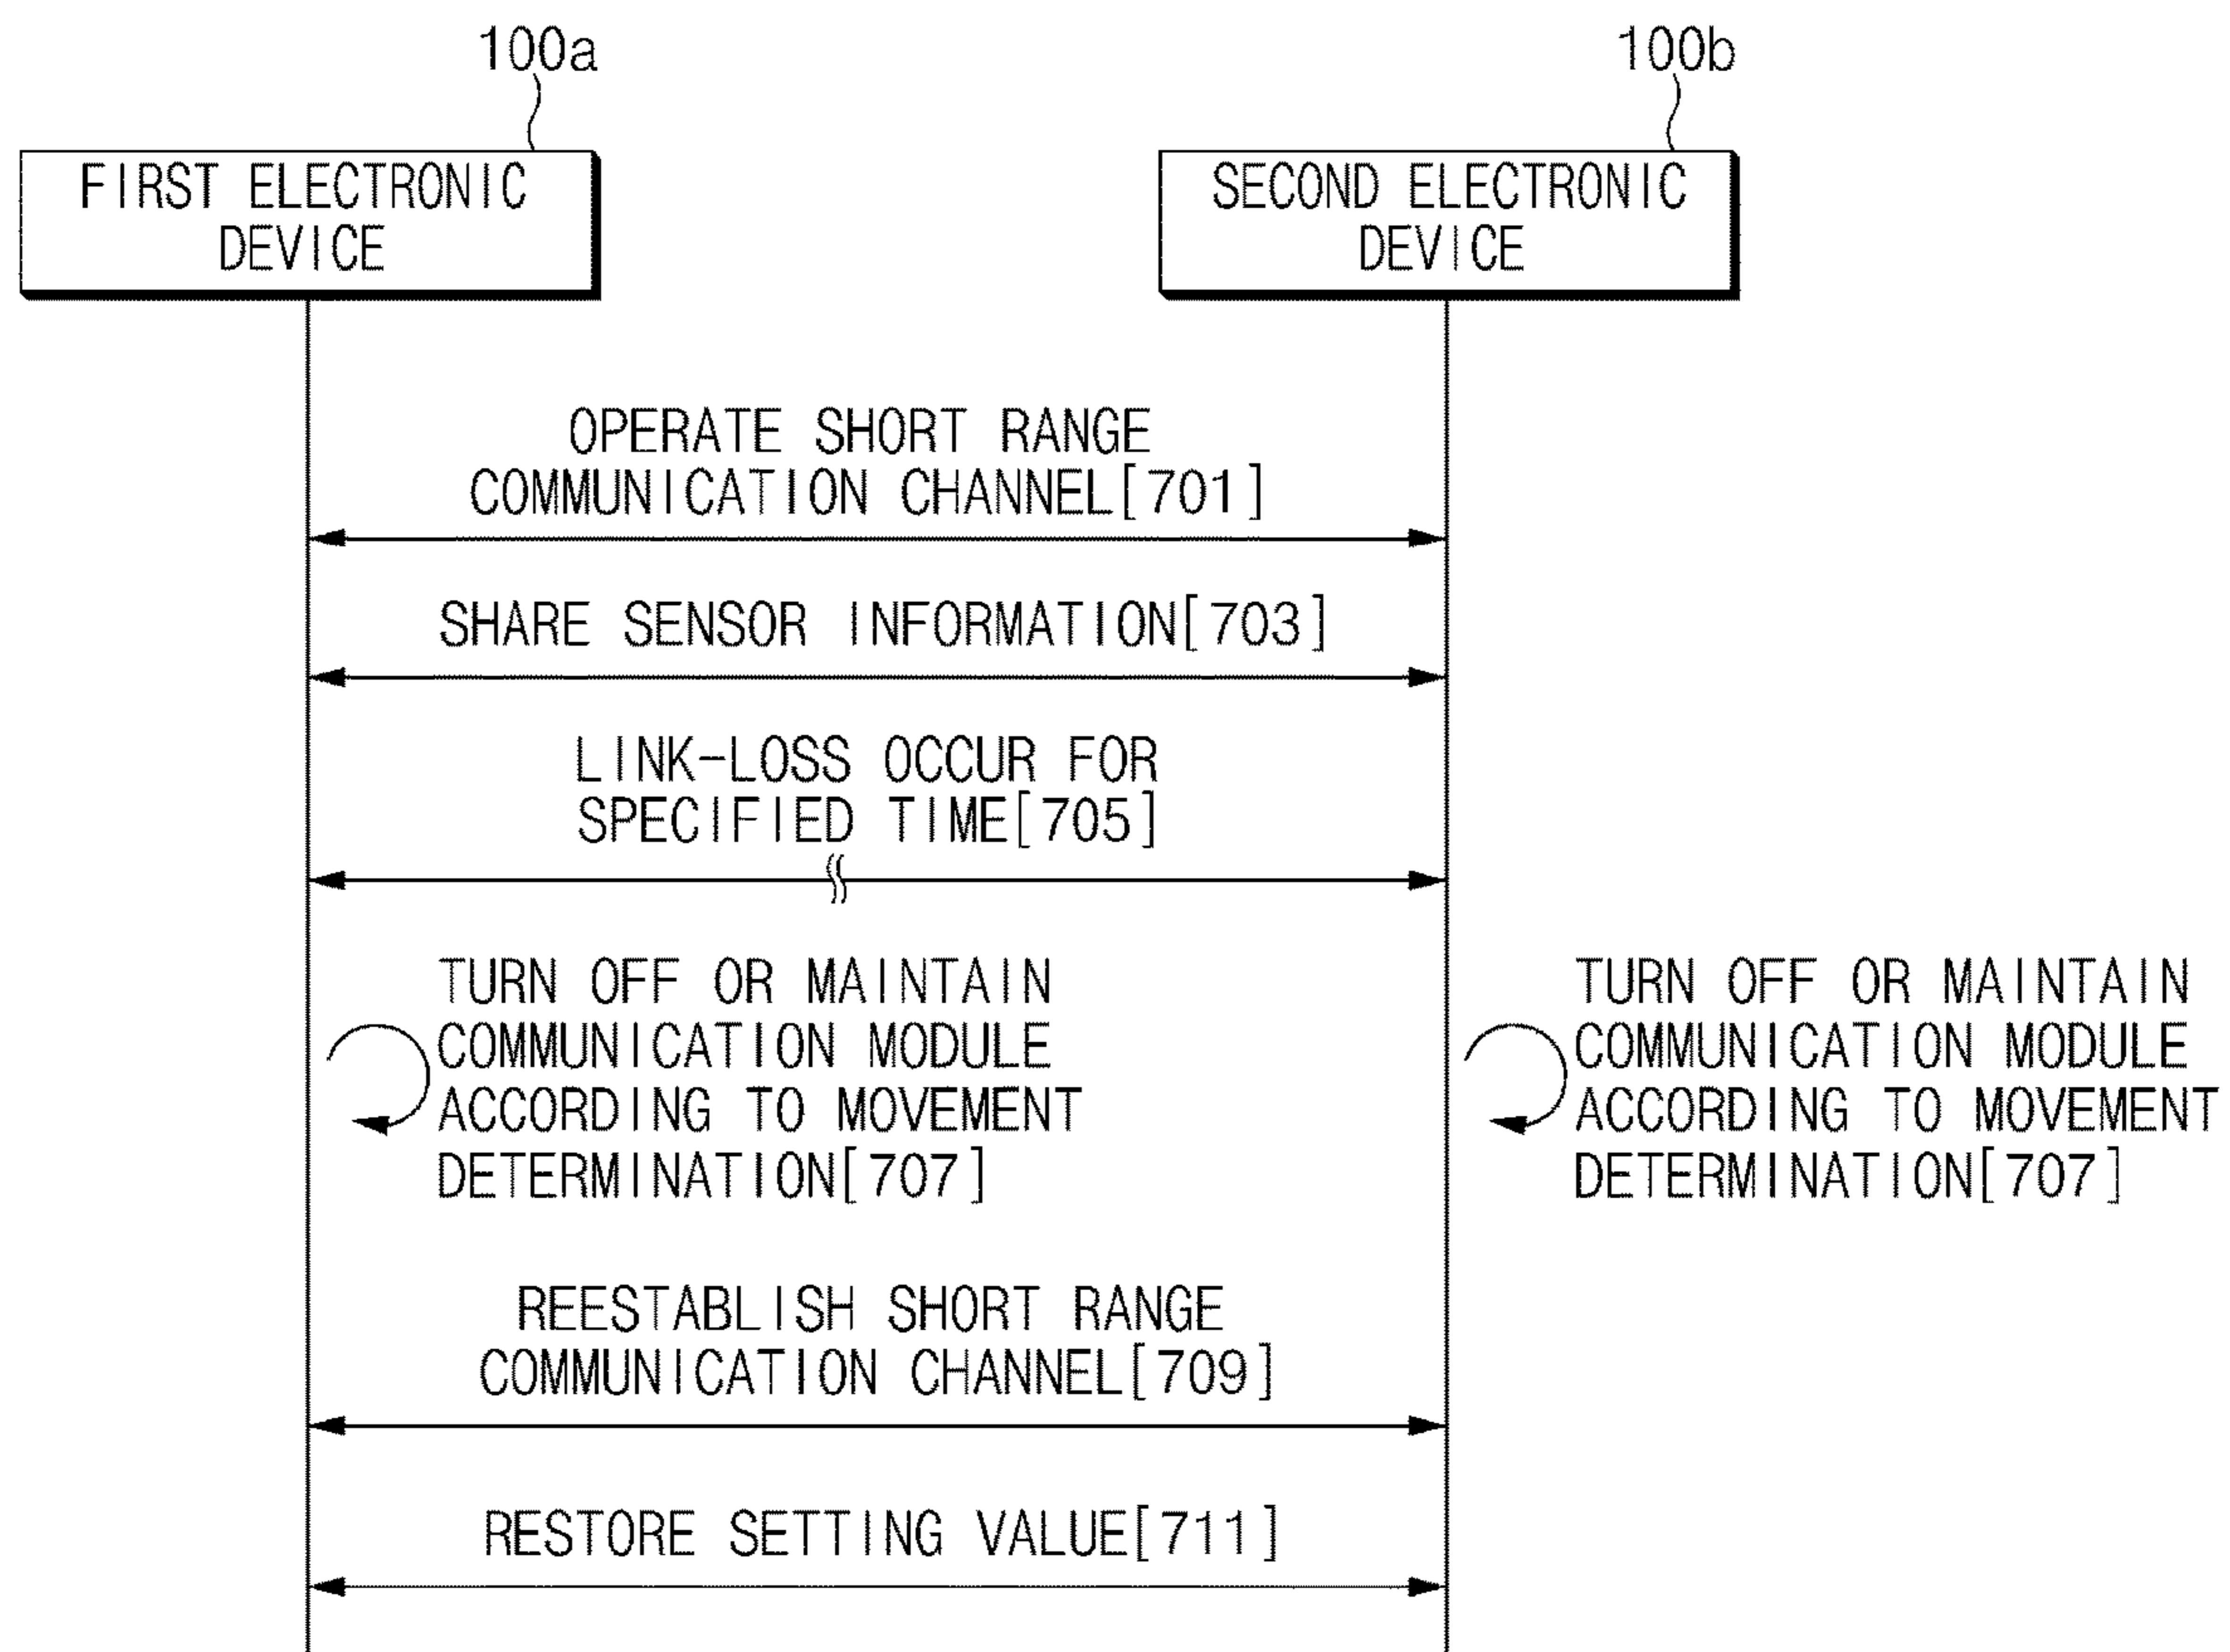 100a
100b
FIRST ELECTRONIC
DEVICE
SECOND ELECTRONIC
DEVICE
OPERATE SHORT RANGE
COMMUNICATION CHANNEL[701]
SHARE SENSOR INFORMATION[703]
LINK-LOSS OCCUR FOR
SPECIFIED TIME[705]
TURN OFF OR MAINTAIN
COMMUNICATION MODULE
ACCORDING TO MOVEMENT
DETERMINATION[707]
TURN OFF OR MAINTAIN
COMMUNICATION MODULE
ACCORDING TO MOVEMENT
DETERMINATION[707]
REESTABLISH SHORT RANGE
COMMUNICATION CHANNEL[709]
RESTORE SETTING VALUE[711]